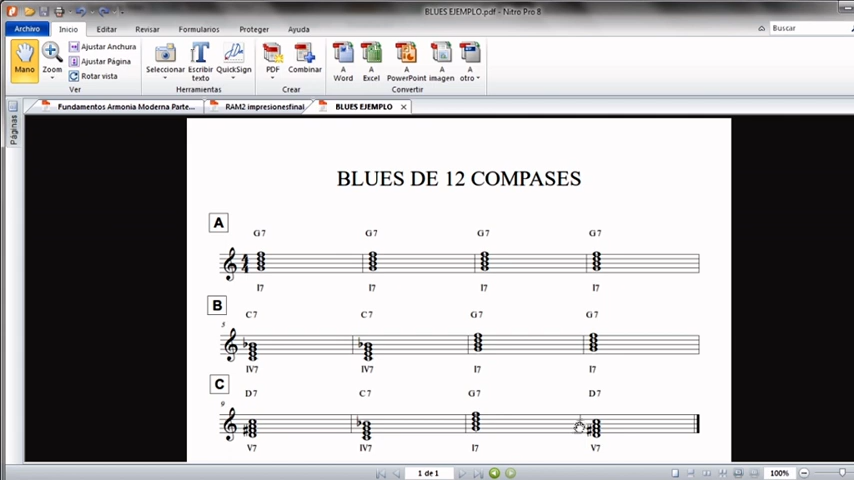 BLUES EJEMPLO.pdf - Nitro Pro 8
Archivo Inicio Editar Revisar Formularios Proteger Ayuda Buscar
Mano Zoom Ajustar Anchura Ajustar Página Rotar vista
Seleccionar Escribir texto QuickSign
PDF Combinar
A Word A Excel A PowerPoint A imagen A otro
Ver Herramientas Crear Convertir
Fundamentos Armonia Moderna Parte... RAM2 impresionesfinal BLUES EJEMPLO
Páginas
BLUES DE 12 COMPASES
A
G7 G7 G7 G7
4
4
I7 I7 I7 I7
B
C7 C7 G7 G7
5
IV7 IV7 I7 I7
C
D7 C7 G7 D7
9
V7 IV7 I7 V7
1 de 1 100%